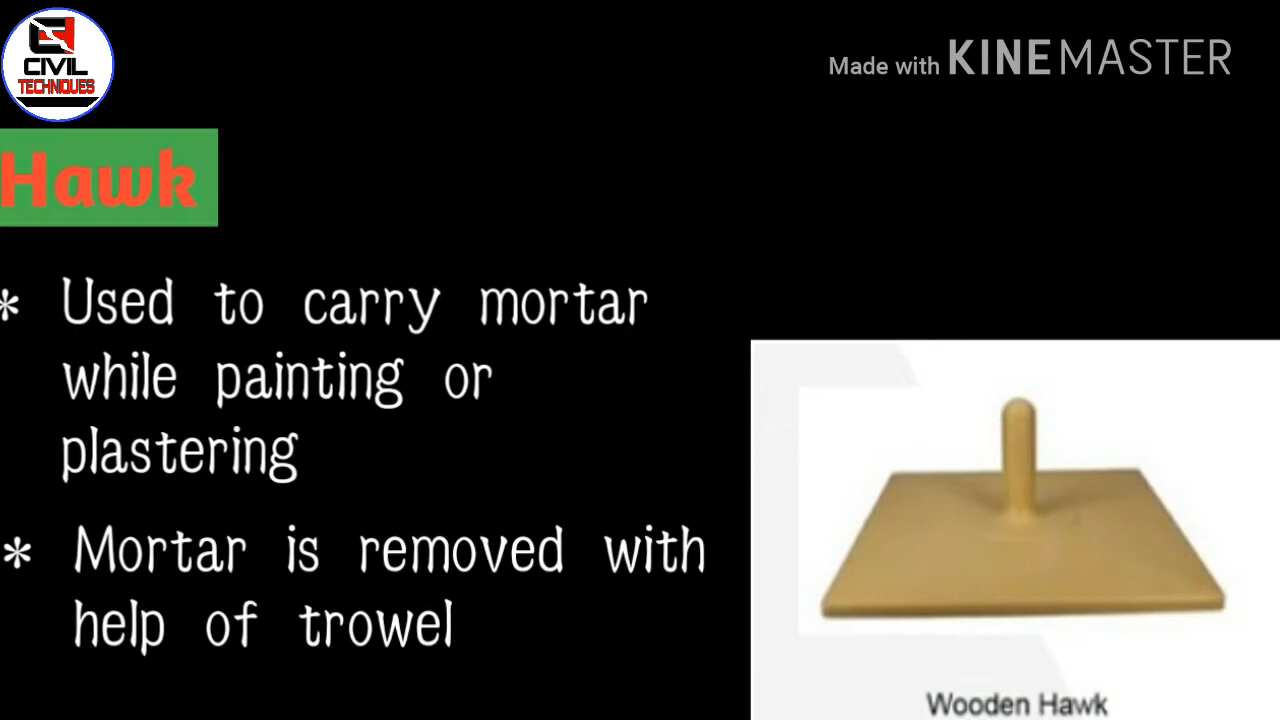 CIVIL
TECHNIQUES
Made with KINEMASTER
Hawk
* Used to carry mortar
while painting or
plastering
* Mortar is removed with
help of trowel
Wooden Hawk